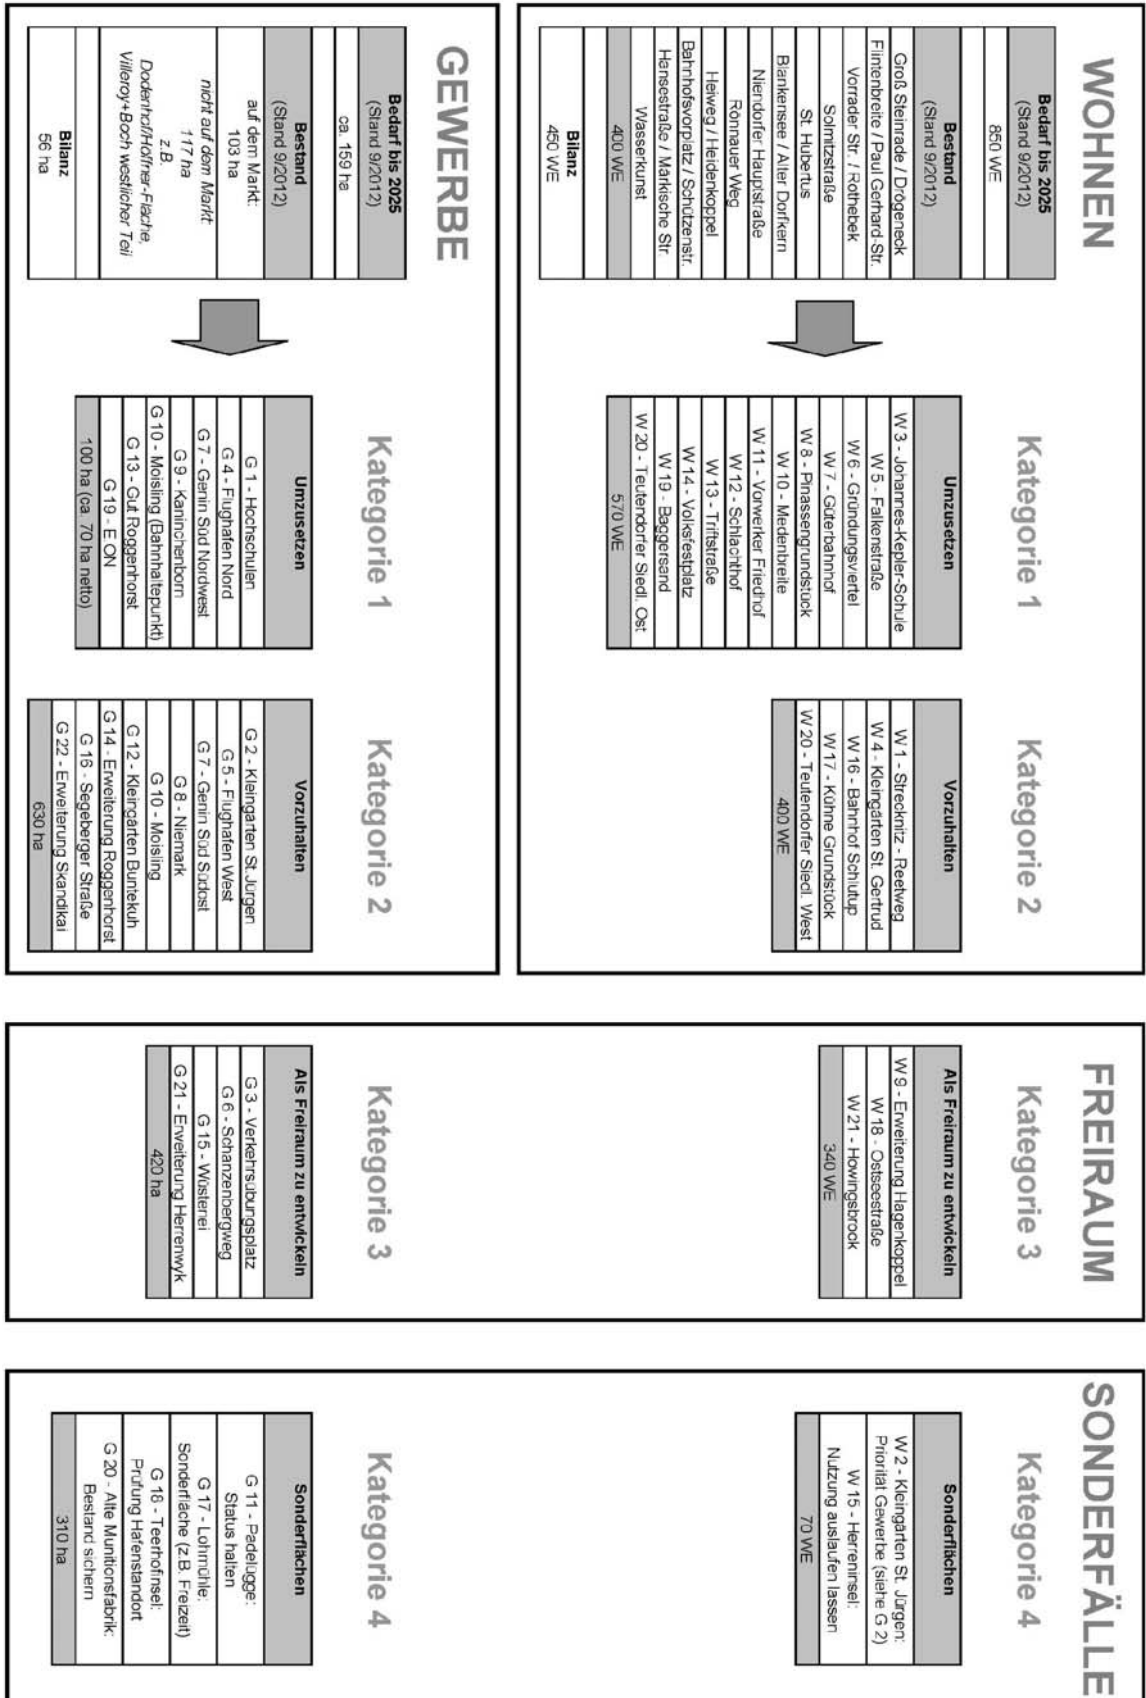 WOHNEN
Bedarf bis 2025
(Stand 9/2012)
850 WE
Bestand
(Stand 9/2012)
Groß Steinrade / Drögeneck
Flintenbreite / Paul Gerhard-Str.
Vorrader Str. / Rothebek
Solmitzstraße
St. Hubertus
Blankensee / Alter Dorfkern
Niendorfer Hauptstraße
Rönnauer Weg
Heiweg / Heidenkoppel
Bahnhofsvorplatz / Schützenstr.
Hansestraße / Märkische Str.
Wasserkunst
400 WE
Bilanz
450 WE
Kategorie 1
Umzusetzen
W 3 - Johannes-Kepler-Schule
W 5 - Falkenstraße
W 6 - Gründungsviertel
W 7 - Güterbahnhof
W 8 - Pinassengrundstück
W 10 - Medenbreite
W 11 - Vorwerker Friedhof
W 12 - Schlachthof
W 13 - Triftstraße
W 14 - Volksfestplatz
W 19 - Baggersand
W 20 - Teutendorfer Siedl. Ost
570 WE
Kategorie 2
Vorzuhalten
W 1 - Strecknitz - Reetweg
W 4 - Kleingärten St. Gertrud
W 16 - Bahnhof Schlutup
W 17 - Kühne Grundstück
W 20 - Teutendorfer Siedl. West
400 WE
GEWERBE
Bedarf bis 2025
(Stand 9/2012)
ca. 159 ha
Bestand
(Stand 9/2012)
auf dem Markt:
103 ha
nicht auf dem Markt:
117 ha
z.B.
Dodenhof/Höffner-Fläche,
Villeroy+Boch westlicher Teil
Bilanz
56 ha
Kategorie 1
Umzusetzen
G 1 - Hochschulen
G 4 - Flughafen Nord
G 7 - Genin Süd Nordwest
G 9 - Kaninchenborn
G 10 - Moisling (Bahnhaltepunkt)
G 13 - Gut Roggenhorst
G 19 - E.ON
100 ha (ca. 70 ha netto)
Kategorie 2
Vorzuhalten
G 2 - Kleingärten St. Jürgen
G 5 - Flughafen West
G 7 - Genin Süd Südost
G 8 - Niemark
G 10 - Moisling
G 12 - Kleingärten Buntekuh
G 14 - Erweiterung Roggenhorst
G 16 - Segeberger Straße
G 22 - Erweiterung Skandikai
630 ha
FREIRAUM
Kategorie 3
Als Freiraum zu entwickeln
W 9 - Erweiterung Hagenkoppel
W 18 - Ostseestraße
W 21 - Howingsbrook
340 WE
Kategorie 3
Als Freiraum zu entwickeln
G 3 - Verkehrsübungsplatz
G 6 - Schanzenbergweg
G 15 - Wüstenei
G 21 - Erweiterung Herrenwyk
420 ha
SONDERFÄLLE
Kategorie 4
Sonderflächen
W 2 - Kleingärten St. Jürgen:
Priorität Gewerbe (siehe G 2)
W 15 - Herreninsel:
Nutzung auslaufen lassen
70 WE
Kategorie 4
Sonderflächen
G 11 - Padelügge:
Status halten
G 17 - Lohmühle:
Sonderfläche (z.B. Freizeit)
G 18 - Teerhofinsel:
Prüfung Hafenstandort
G 20 - Alte Munitionsfabrik:
Bestand sichern
310 ha